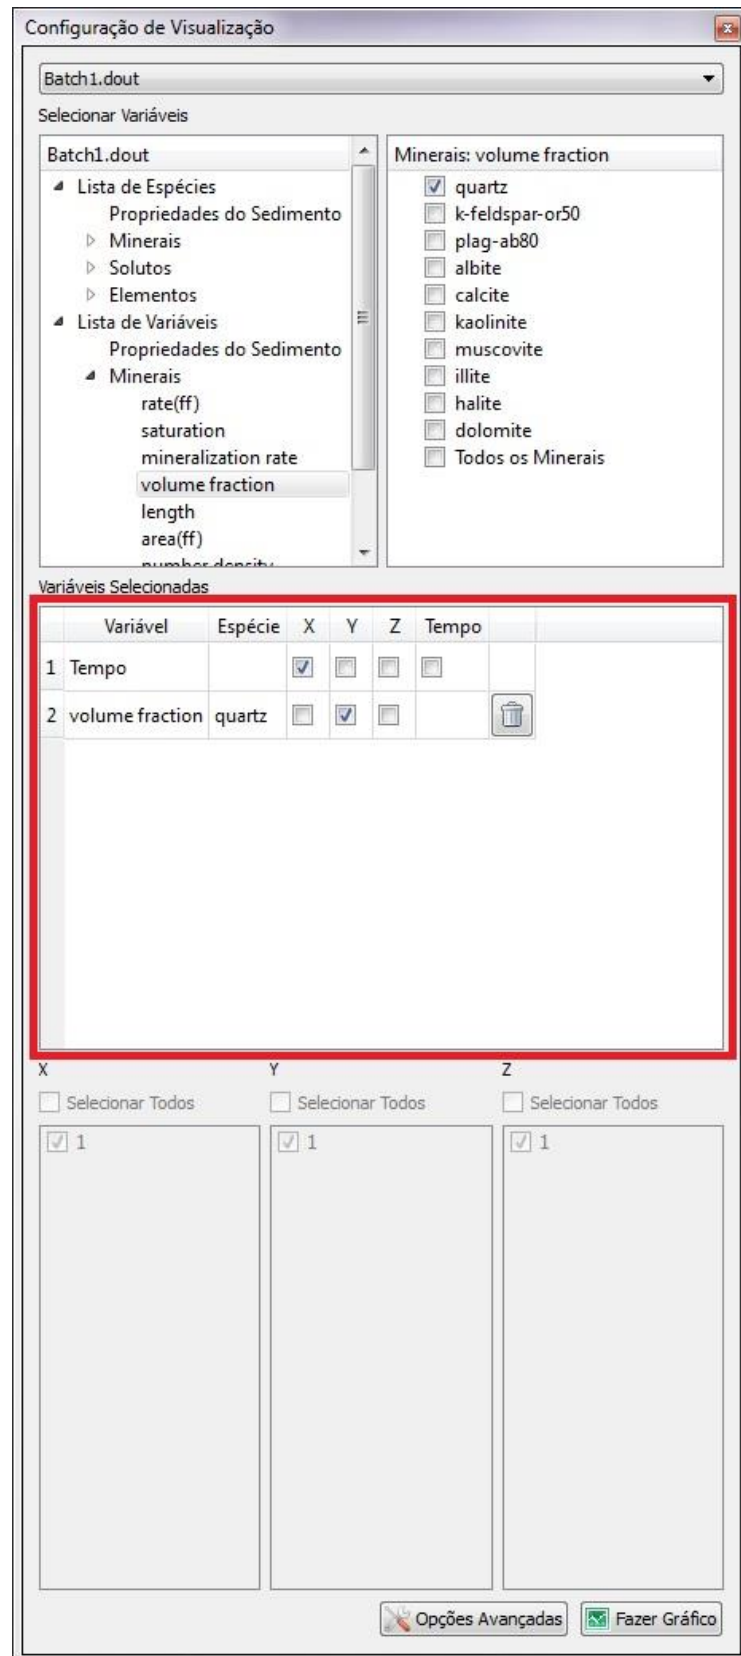 Configuração de Visualização
Batch1.dout
Selecionar Variáveis
Batch1.dout
Lista de Espécies
Propriedades do Sedimento
Minerais
Solutos
Elementos
Lista de Variáveis
Propriedades do Sedimento
Minerais
rate(ff)
saturation
mineralization rate
volume fraction
length
area(ff)
number density
Minerais: volume fraction
quartz
k-feldspar-or50
plag-ab80
albite
calcite
kaolinite
muscovite
illite
halite
dolomite
Todos os Minerais
Variáveis Selecionadas
Variável Espécie X Y Z Tempo
1 Tempo
2 volume fraction quartz
X Y Z
Selecionar Todos Selecionar Todos Selecionar Todos
1 1 1
Opções Avançadas Fazer Gráfico